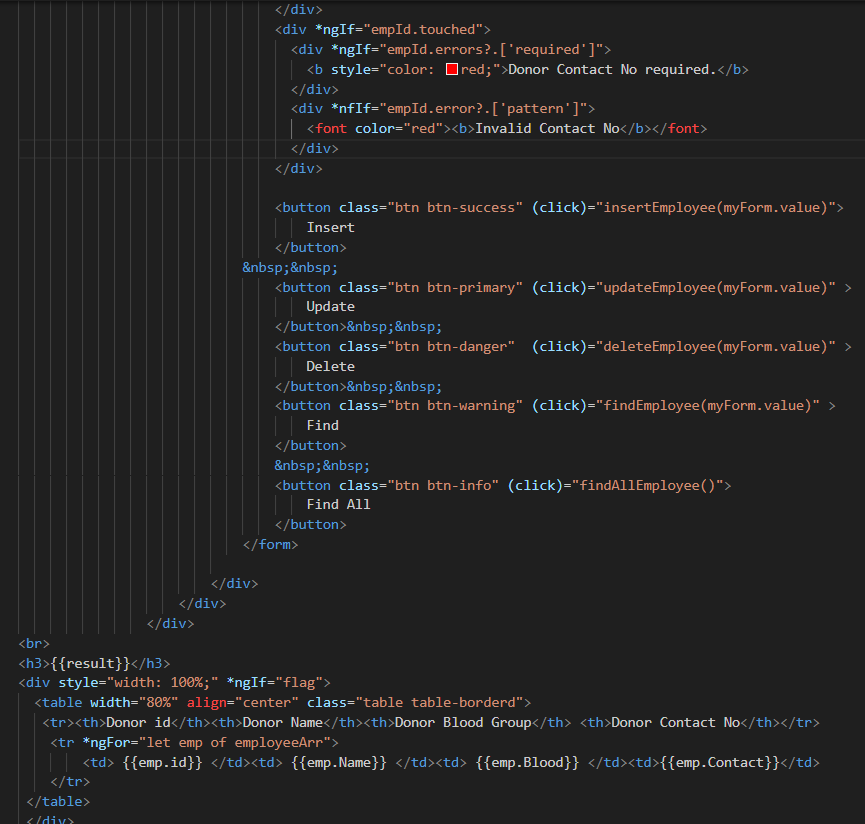 </div>
<div *ngIf="empId.touched">
<div *ngIf="empId.errors?.['required']">
<b style="color: red;">Donor Contact No required.</b>
</div>
<div *nfIf="empId.error?.['pattern']">
<font color="red"><b>Invalid Contact No</b></font>
</div>
</div>
<button class="btn btn-success" (click)="insertEmployee(myForm.value)">
Insert
</button>
&nbsp;&nbsp;
<button class="btn btn-primary" (click)="updateEmployee(myForm.value)" >
Update
</button>&nbsp;&nbsp;
<button class="btn btn-danger"  (click)="deleteEmployee(myForm.value)" >
Delete
</button>&nbsp;&nbsp;
<button class="btn btn-warning" (click)="findEmployee(myForm.value)" >
Find
</button>
&nbsp;&nbsp;
<button class="btn btn-info" (click)="findAllEmployee()">
Find All
</button>
</form>
</div>
</div>
</div>
<br>
<h3>{{result}}</h3>
<div style="width: 100%;" *ngIf="flag">
<table width="80%" align="center" class="table table-borderd">
<tr><th>Donor id</th><th>Donor Name</th><th>Donor Blood Group</th> <th>Donor Contact No</th></tr>
<tr *ngFor="let emp of employeeArr">
<td> {{emp.id}} </td><td> {{emp.Name}} </td><td> {{emp.Blood}} </td><td>{{emp.Contact}}</td>
</tr>
</table>
</div>